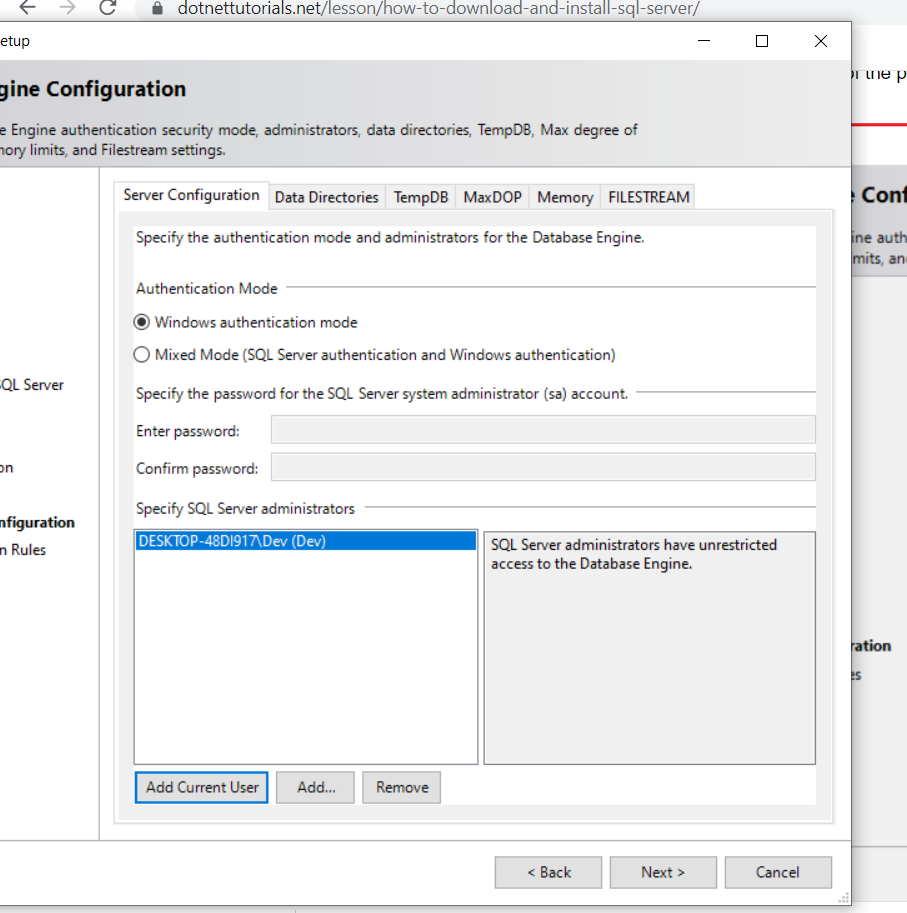 dotnettutorials.net/lesson/how-to-download-and-install-sql-server/
etup
gine Configuration
e Engine authentication security mode, administrators, data directories, TempDB, Max degree of
nory limits, and Filestream settings.
of the p
Server Configuration Data Directories TempDB MaxDOP Memory FILESTREAM
e Conf
Specify the authentication mode and administrators for the Database Engine.
ine auth
mits, and
Authentication Mode
Windows authentication mode
Mixed Mode (SQL Server authentication and Windows authentication)
SQL Server
Specify the password for the SQL Server system administrator (sa) account.
Enter password:
Confirm password:
on
Specify SQL Server administrators
nfiguration
n Rules
DESKTOP-48DI917\Dev (Dev)
SQL Server administrators have unrestricted
access to the Database Engine.
ration
es
Add Current User Add... Remove
< Back Next > Cancel